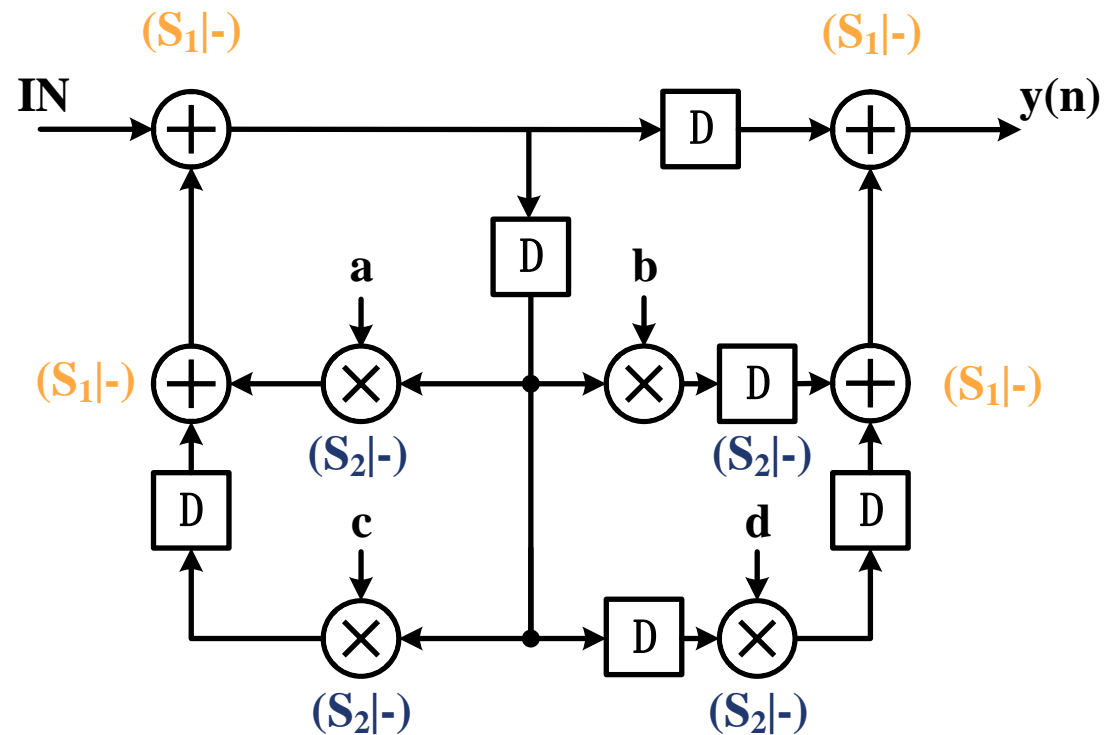 (S₁|-) (S₁|-)
IN D y(n)
D
a b
(S₁|-) D (S₁|-)
(S₂|-) (S₂|-)
D c d D
D
(S₂|-) (S₂|-)